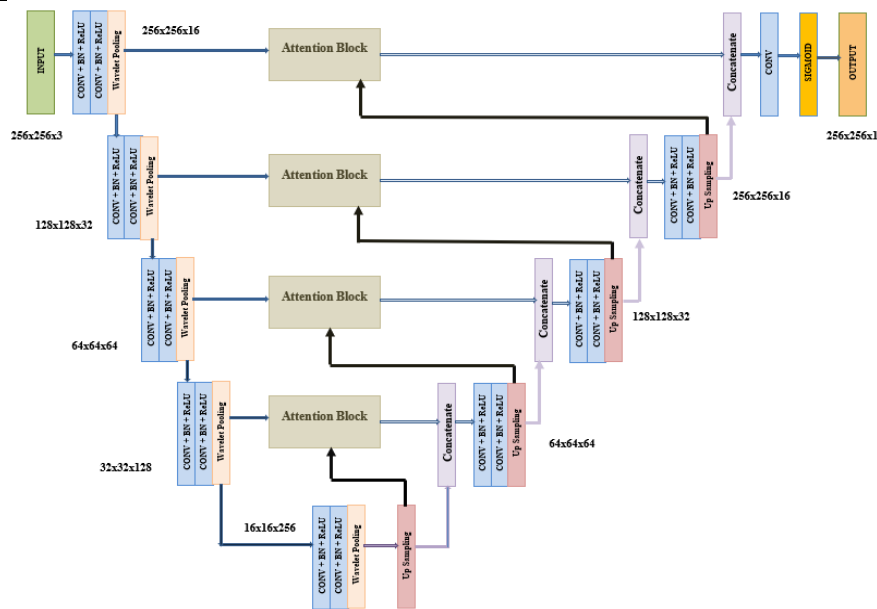 INPUT
CONV + BN + ReLU
CONV + BN + ReLU
Wavelet Pooling
256x256x16
Attention Block
Concatenate
CONV
SIGMOID
OUTPUT
256x256x3
256x256x1
CONV + BN + ReLU
CONV + BN + ReLU
Wavelet Pooling
Attention Block
Concatenate
CONV + BN + ReLU
CONV + BN + ReLU
Up Sampling
128x128x32
256x256x16
CONV + BN + ReLU
CONV + BN + ReLU
Wavelet Pooling
Attention Block
Concatenate
CONV + BN + ReLU
CONV + BN + ReLU
Up Sampling
64x64x64
128x128x32
CONV + BN + ReLU
CONV + BN + ReLU
Wavelet Pooling
Attention Block
Concatenate
CONV + BN + ReLU
CONV + BN + ReLU
Up Sampling
32x32x128
64x64x64
16x16x256
CONV + BN + ReLU
CONV + BN + ReLU
Wavelet Pooling
Up Sampling